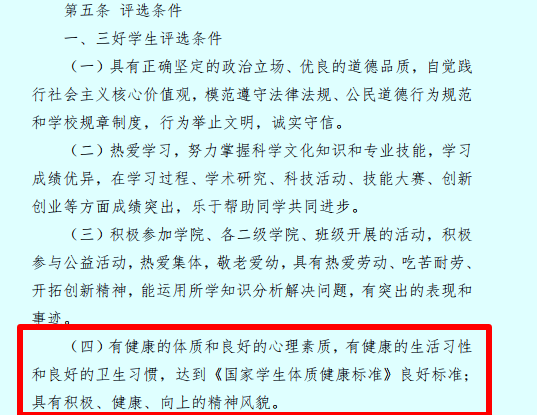 第五条 评选条件
一、三好学生评选条件
（一）具有正确坚定的政治立场、优良的道德品质，自觉践
行社会主义核心价值观，模范遵守法律法规、公民道德行为规范
和学校规章制度，行为举止文明，诚实守信。
（二）热爱学习，努力掌握科学文化知识和专业技能，学习
成绩优异，在学习过程、学术研究、科技活动、技能大赛、创新
创业等方面成绩突出，乐于帮助同学共同进步。
（三）积极参加学院、各二级学院、班级开展的活动，积极
参与公益活动，热爱集体，敬老爱幼，具有热爱劳动、吃苦耐劳、
开拓创新精神，能运用所学知识分析解决问题，有突出的表现和
事迹。
（四）有健康的体质和良好的心理素质，有健康的生活习性
和良好的卫生习惯，达到《国家学生体质健康标准》良好标准；
具有积极、健康、向上的精神风貌。